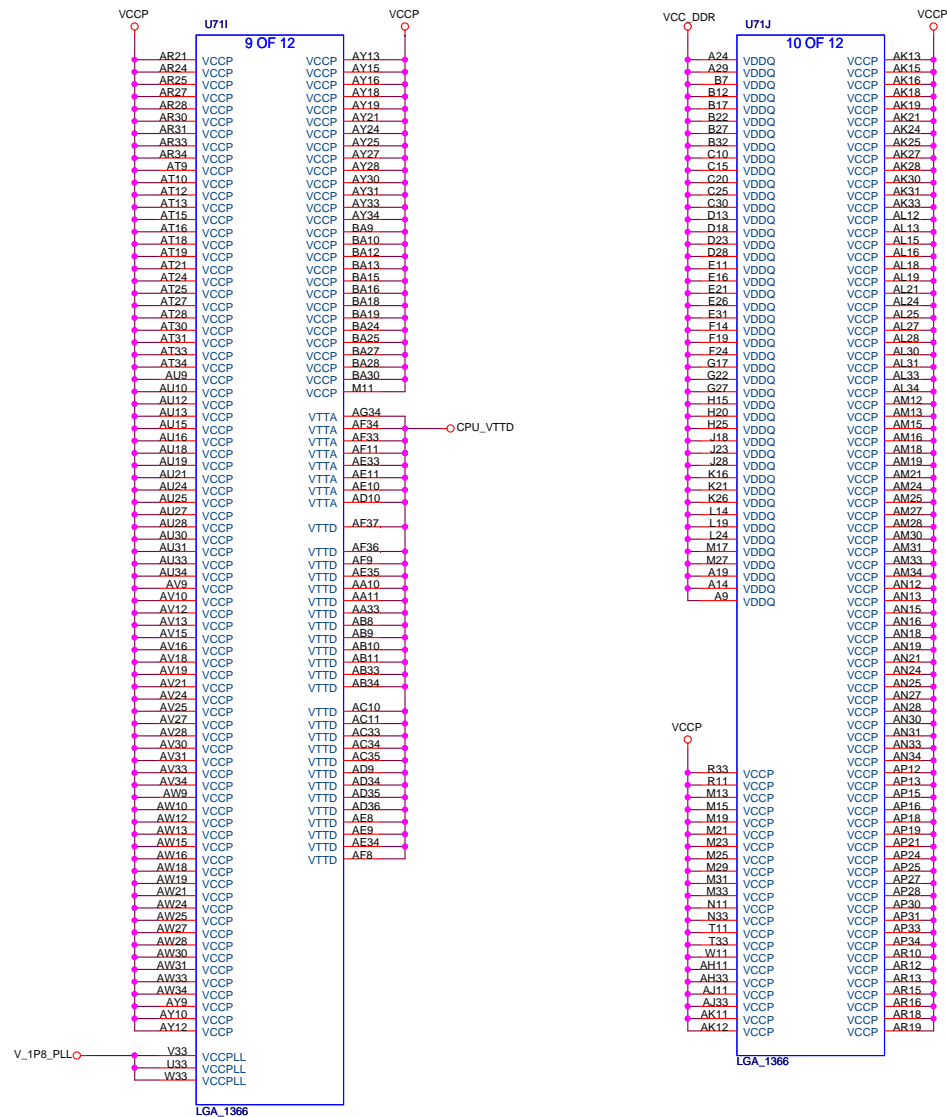 VCCP
U71I
9 OF 12
AR21 VCCP
AR24 VCCP
AR25 VCCP
AR27 VCCP
AR28 VCCP
AR30 VCCP
AR31 VCCP
AR33 VCCP
AR34 VCCP
AT9 VCCP
AT10 VCCP
AT12 VCCP
AT13 VCCP
AT15 VCCP
AT16 VCCP
AT18 VCCP
AT19 VCCP
AT21 VCCP
AT24 VCCP
AT25 VCCP
AT27 VCCP
AT28 VCCP
AT30 VCCP
AT31 VCCP
AT33 VCCP
AT34 VCCP
AU9 VCCP
AU10 VCCP
AU12 VCCP
AU13 VCCP
AU15 VCCP
AU16 VCCP
AU18 VCCP
AU19 VCCP
AU21 VCCP
AU24 VCCP
AU25 VCCP
AU27 VCCP
AU28 VCCP
AU30 VCCP
AU31 VCCP
AU33 VCCP
AU34 VCCP
AV9 VCCP
AV10 VCCP
AV12 VCCP
AV13 VCCP
AV15 VCCP
AV16 VCCP
AV18 VCCP
AV19 VCCP
AV21 VCCP
AV24 VCCP
AV25 VCCP
AV27 VCCP
AV28 VCCP
AV30 VCCP
AV31 VCCP
AV33 VCCP
AV34 VCCP
AW9 VCCP
AW10 VCCP
AW12 VCCP
AW13 VCCP
AW15 VCCP
AW16 VCCP
AW18 VCCP
AW19 VCCP
AW21 VCCP
AW24 VCCP
AW25 VCCP
AW27 VCCP
AW28 VCCP
AW30 VCCP
AW31 VCCP
AW33 VCCP
AW34 VCCP
AY9 VCCP
AY10 VCCP
AY12 VCCP
V_1P8_PLL
V33 VCCPLL
U33 VCCPLL
W33 VCCPLL
VCCP
VCCP AY13
VCCP AY15
VCCP AY16
VCCP AY18
VCCP AY19
VCCP AY21
VCCP AY24
VCCP AY25
VCCP AY27
VCCP AY28
VCCP AY30
VCCP AY31
VCCP AY33
VCCP AY34
VCCP BA9
VCCP BA10
VCCP BA12
VCCP BA13
VCCP BA15
VCCP BA16
VCCP BA18
VCCP BA19
VCCP BA24
VCCP BA25
VCCP BA27
VCCP BA28
VCCP BA30
VCCP M11
VTTA AG34
VTTA AF34
CPU_VTTD
VTTA AF33
VTTA AF11
VTTA AE33
VTTA AE11
VTTA AE10
VTTA AD10
VTTD AF37
VTTD AF36
VTTD AF9
VTTD AE35
VTTD AA10
VTTD AA11
VTTD AA33
VTTD AB8
VTTD AB9
VTTD AB10
VTTD AB11
VTTD AB33
VTTD AB34
VTTD AC10
VTTD AC11
VTTD AC33
VTTD AC34
VTTD AC35
VTTD AD9
VTTD AD34
VTTD AD35
VTTD AD36
VTTD AE8
VTTD AE9
VTTD AE34
VTTD AF8
LGA_1366
VCC_DDR
U71J
10 OF 12
A24 VDDQ
A29 VDDQ
B7 VDDQ
B12 VDDQ
B17 VDDQ
B22 VDDQ
B27 VDDQ
B32 VDDQ
C10 VDDQ
C15 VDDQ
C20 VDDQ
C25 VDDQ
C30 VDDQ
D13 VDDQ
D18 VDDQ
D23 VDDQ
D28 VDDQ
E11 VDDQ
E16 VDDQ
E21 VDDQ
E26 VDDQ
E31 VDDQ
F14 VDDQ
F19 VDDQ
F24 VDDQ
G17 VDDQ
G22 VDDQ
G27 VDDQ
H15 VDDQ
H20 VDDQ
H25 VDDQ
J18 VDDQ
J23 VDDQ
J28 VDDQ
K16 VDDQ
K21 VDDQ
K26 VDDQ
L14 VDDQ
L19 VDDQ
L24 VDDQ
M17 VDDQ
M27 VDDQ
A19 VDDQ
A14 VDDQ
A9 VDDQ
VCCP
R33 VCCP
R11 VCCP
M13 VCCP
M15 VCCP
M19 VCCP
M21 VCCP
M23 VCCP
M25 VCCP
M29 VCCP
M31 VCCP
M33 VCCP
N11 VCCP
N33 VCCP
T11 VCCP
T33 VCCP
W11 VCCP
AH11 VCCP
AH33 VCCP
AJ11 VCCP
AJ33 VCCP
AK11 VCCP
AK12 VCCP
VCCP
VCCP AK13
VCCP AK15
VCCP AK16
VCCP AK18
VCCP AK19
VCCP AK21
VCCP AK24
VCCP AK25
VCCP AK27
VCCP AK28
VCCP AK30
VCCP AK31
VCCP AK33
VCCP AL12
VCCP AL13
VCCP AL15
VCCP AL16
VCCP AL18
VCCP AL19
VCCP AL21
VCCP AL24
VCCP AL25
VCCP AL27
VCCP AL28
VCCP AL30
VCCP AL31
VCCP AL33
VCCP AL34
VCCP AM12
VCCP AM13
VCCP AM15
VCCP AM16
VCCP AM18
VCCP AM19
VCCP AM21
VCCP AM24
VCCP AM25
VCCP AM27
VCCP AM28
VCCP AM30
VCCP AM31
VCCP AM33
VCCP AM34
VCCP AN12
VCCP AN13
VCCP AN15
VCCP AN16
VCCP AN18
VCCP AN19
VCCP AN21
VCCP AN24
VCCP AN25
VCCP AN27
VCCP AN28
VCCP AN30
VCCP AN31
VCCP AN33
VCCP AN34
VCCP AP12
VCCP AP13
VCCP AP15
VCCP AP16
VCCP AP18
VCCP AP19
VCCP AP21
VCCP AP24
VCCP AP25
VCCP AP27
VCCP AP28
VCCP AP30
VCCP AP31
VCCP AP33
VCCP AP34
VCCP AR10
VCCP AR12
VCCP AR13
VCCP AR15
VCCP AR16
VCCP AR18
VCCP AR19
LGA_1366